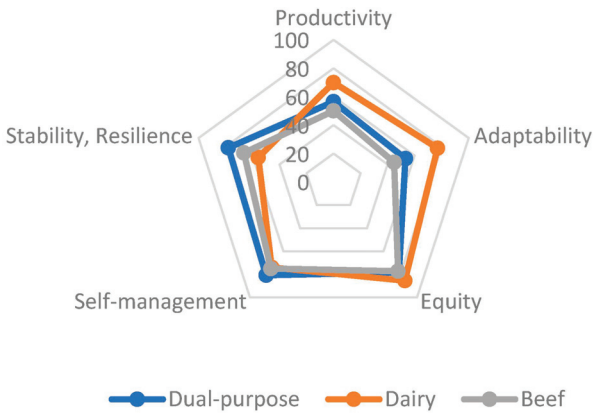 Productivity
100
80
60
40
20
0
Stability, Resilience
Adaptability
Self-management
Equity
Dual-purpose Dairy Beef